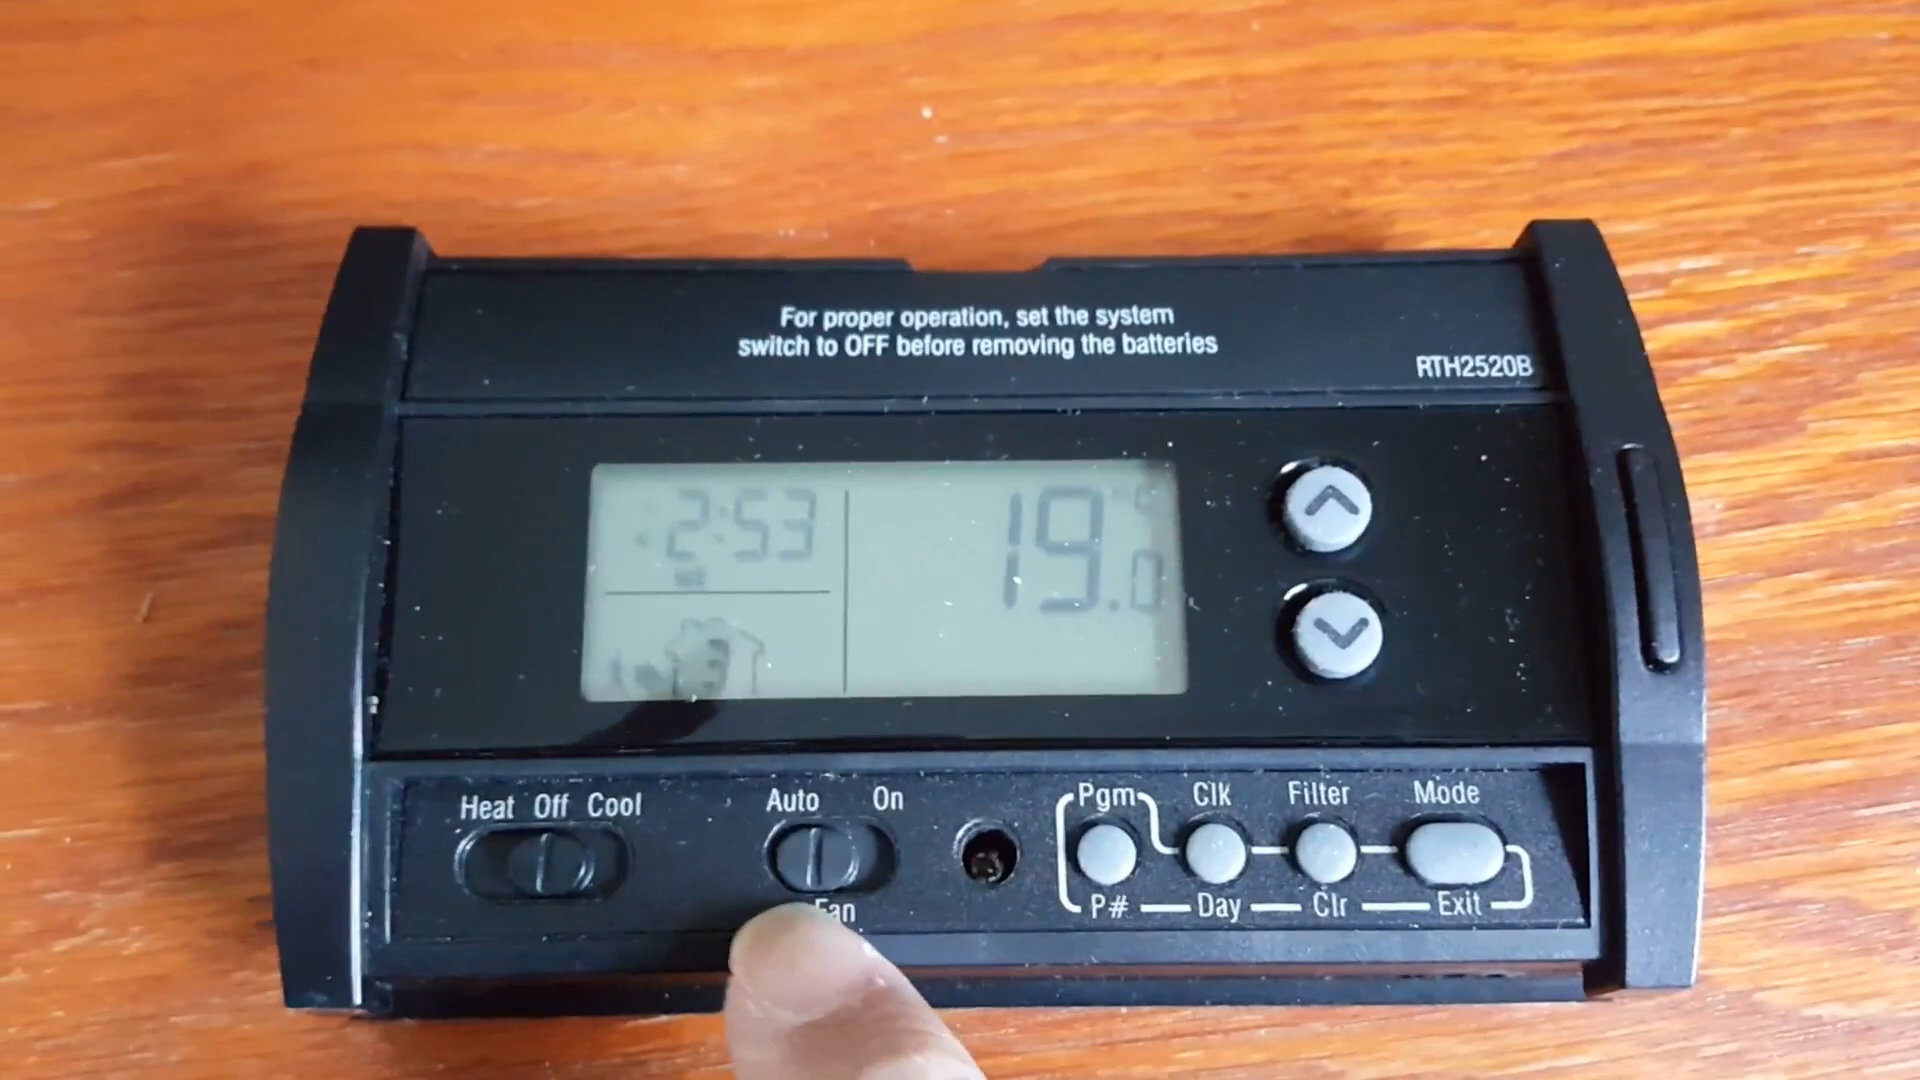 For proper operation, set the system
switch to OFF before removing the batteries
RTH2520B
2:53
19.0
Heat Off Cool
Auto On
Fan
Pgm Clk Filter Mode
P# Day Clr Exit